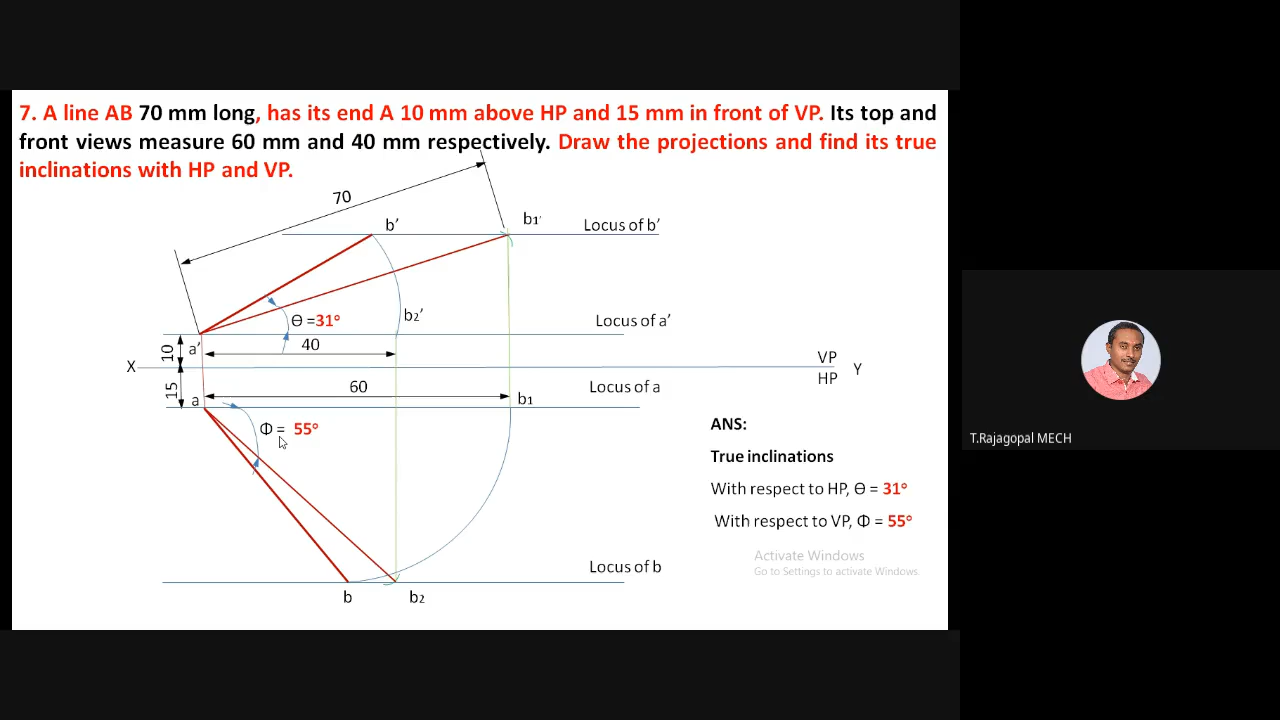 7. A line AB 70 mm long, has its end A 10 mm above HP and 15 mm in front of VP. Its top and
front views measure 60 mm and 40 mm respectively. Draw the projections and find its true
inclinations with HP and VP.
70
b'
b1'
Locus of b'
ϴ =31°
b2'
Locus of a'
10
a'
40
X
VP
HP
Y
15
60
Locus of a
a
b1
Φ = 55°
ANS:
True inclinations
With respect to HP, ϴ = 31°
With respect to VP, Φ = 55°
T.Rajagopal MECH
Activate Windows
Go to Settings to activate Windows.
Locus of b
b
b2